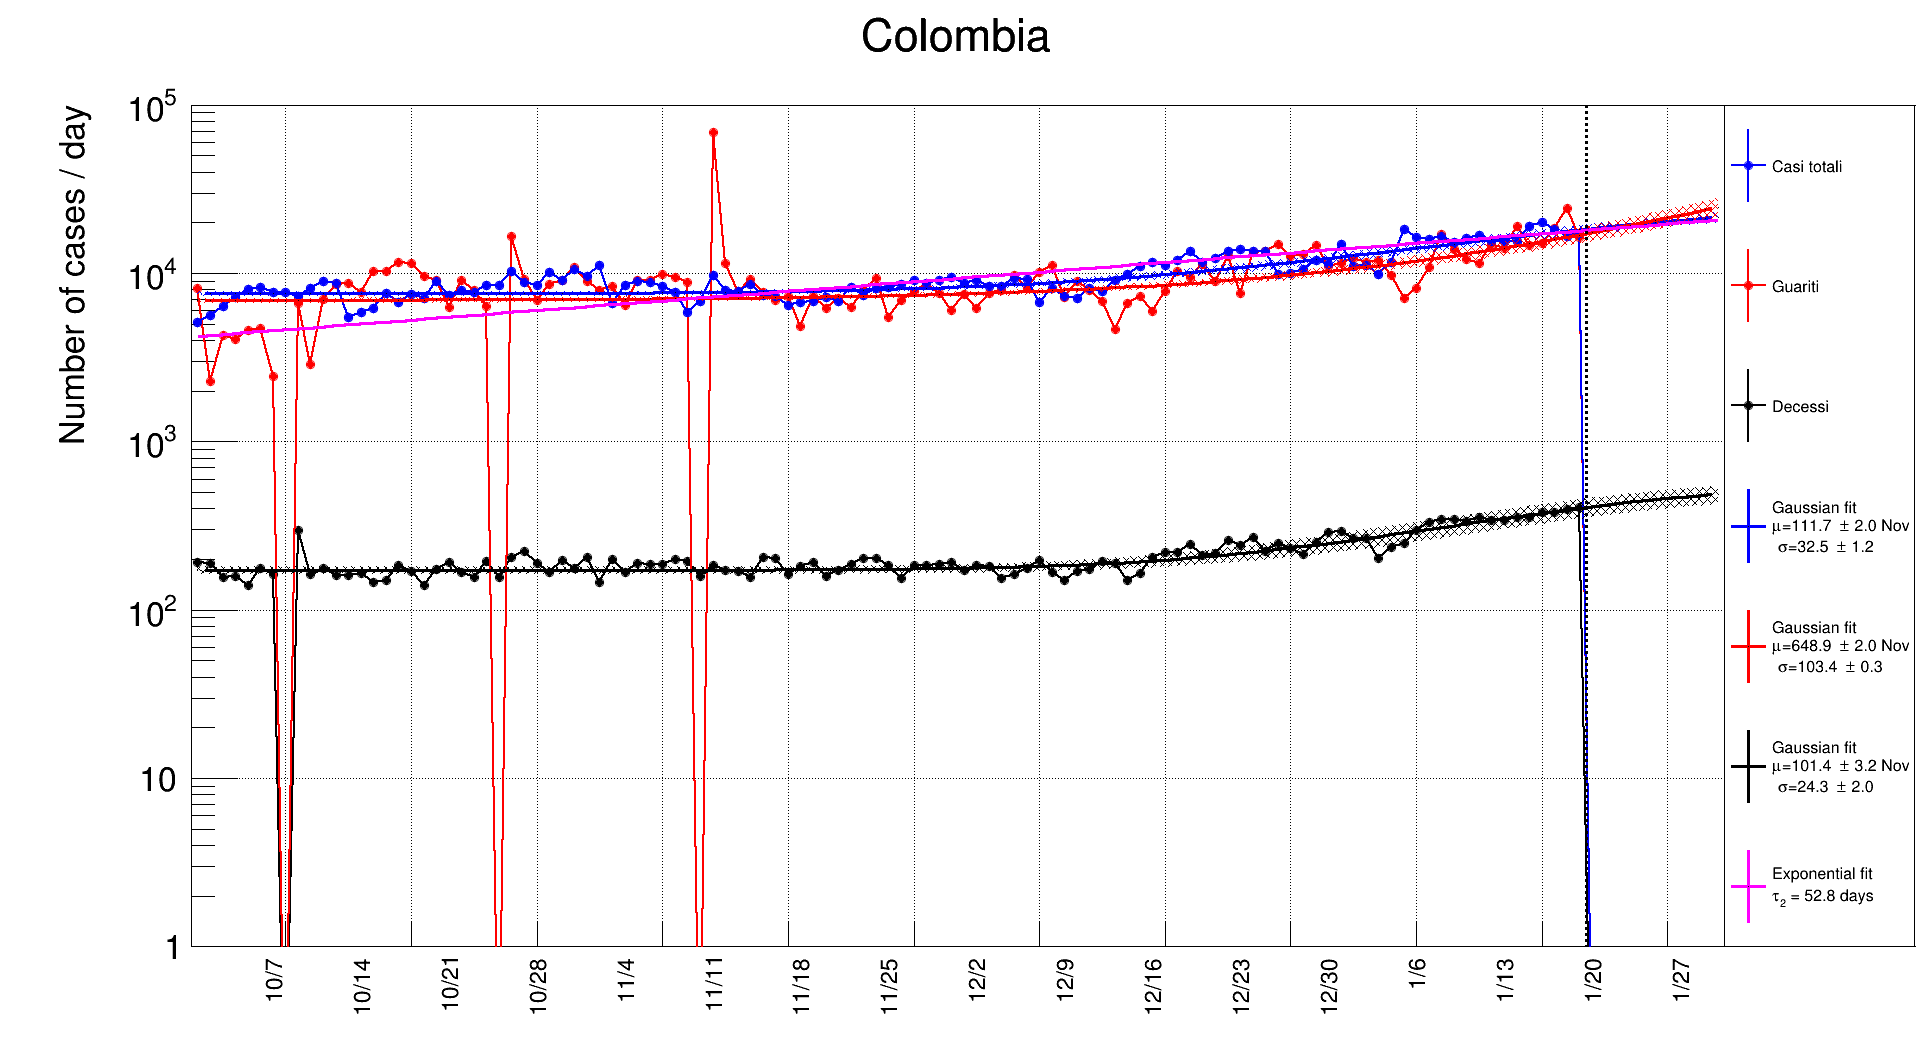 Colombia
Number of cases / day
10^5
10^4
10^3
10^2
10
1
10/7 10/14 10/21 10/28 11/4 11/11 11/18 11/25 12/2 12/9 12/16 12/23 12/30 1/6 1/13 1/20 1/27
Casi totali
Guariti
Decessi
Gaussian fit
μ=111.7 ± 2.0 Nov
σ=32.5 ± 1.2
Gaussian fit
μ=648.9 ± 2.0 Nov
σ=103.4 ± 0.3
Gaussian fit
μ=101.4 ± 3.2 Nov
σ=24.3 ± 2.0
Exponential fit
τ₂ = 52.8 days